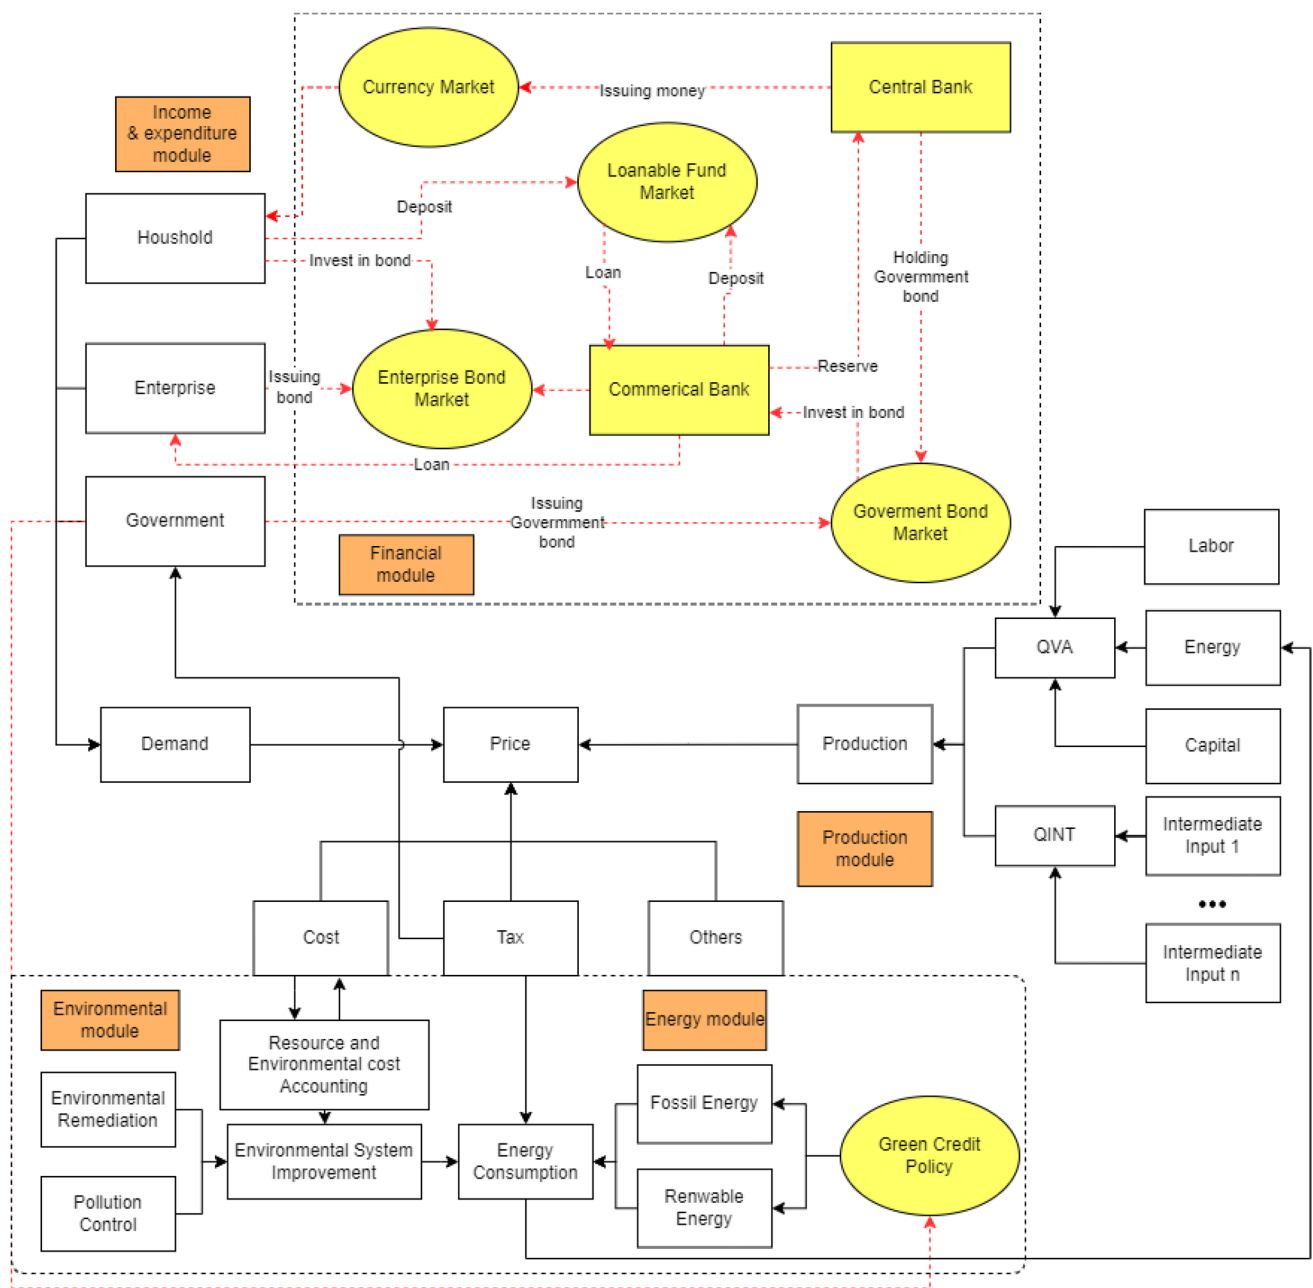 Currency Market
Issuing money
Central Bank
Income
& expenditure
module
Loanable Fund
Market
Deposit
Houshold
Invest in bond
Loan
Deposit
Holding
Govermment
bond
Enterprise
Issuing
bond
Enterprise Bond
Market
Commerical Bank
Reserve
Invest in bond
Loan
Government
Issuing
Govermment
bond
Goverment Bond
Market
Financial
module
Labor
QVA
Energy
Demand
Price
Production
Capital
Production
module
QINT
Intermediate
Input 1
•••
Cost
Tax
Others
Intermediate
Input n
Environmental
module
Energy module
Resource and
Environmental cost
Accounting
Environmental
Remediation
Fossil Energy
Environmental System
Improvement
Energy
Consumption
Green Credit
Policy
Pollution
Control
Renwable
Energy